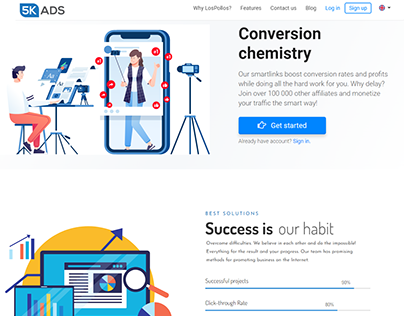 5K ADS
Why LosPollos? Features Contact us Blog Log in Sign up
Conversion
chemistry
Our smartlinks boost conversion rates and profits
while doing all the hard work for you. Why delay?
Join over 100 000 other affiliates and monetize
your traffic the smart way!
Get started
Already have account? Sign in.
BEST SOLUTIONS
Success is our habit
Overcome difficulties. We believe in each other and do the impossible!
Everything for the result and your progress. Our team has promising
methods for promoting business on the Internet
Successful projects 90%
Click-through Rate 80%